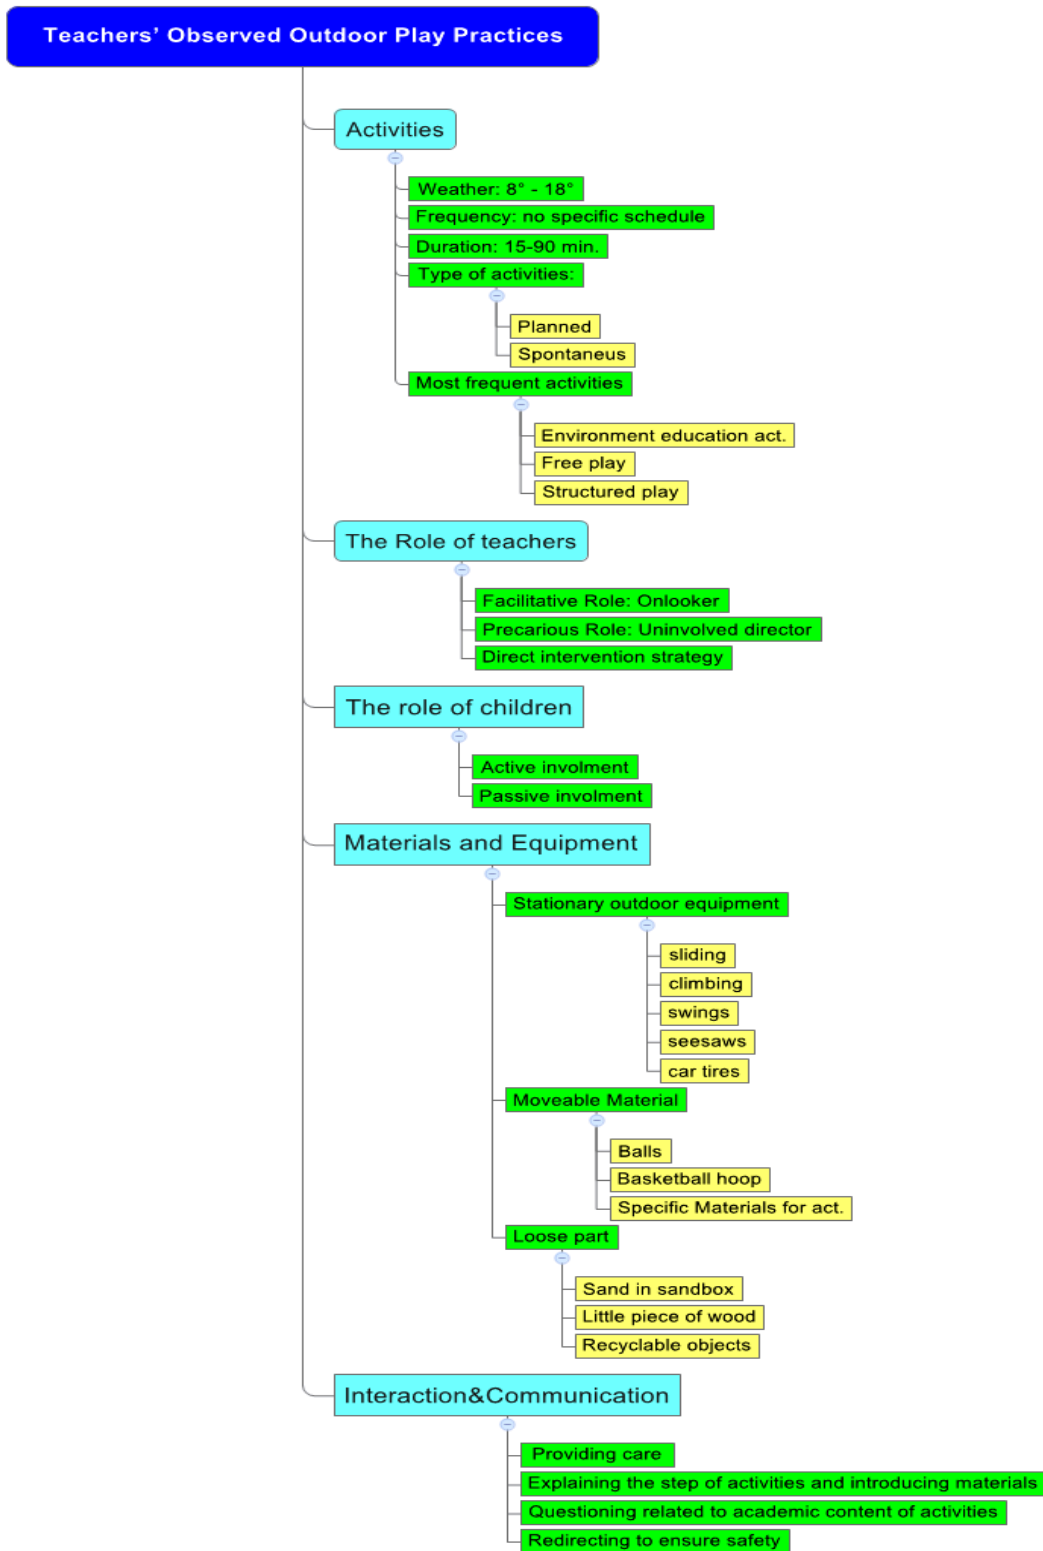 Teachers’ Observed Outdoor Play Practices
Activities
Weather: 8° - 18°
Frequency: no specific schedule
Duration: 15-90 min.
Type of activities:
Planned
Spontaneus
Most frequent activities
Environment education act.
Free play
Structured play
The Role of teachers
Facilitative Role: Onlooker
Precarious Role: Uninvolved director
Direct intervention strategy
The role of children
Active involment
Passive involment
Materials and Equipment
Stationary outdoor equipment
sliding
climbing
swings
seesaws
car tires
Moveable Material
Balls
Basketball hoop
Specific Materials for act.
Loose part
Sand in sandbox
Little piece of wood
Recyclable objects
Interaction&Communication
Providing care
Explaining the step of activities and introducing materials
Questioning related to academic content of activities
Redirecting to ensure safety